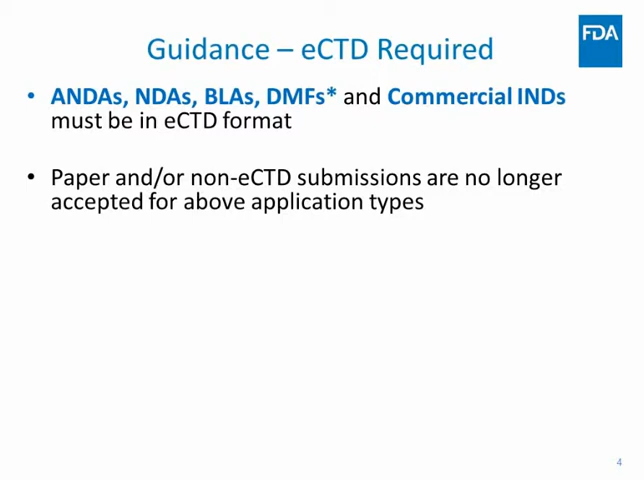 FDA
Guidance – eCTD Required
• ANDAs, NDAs, BLAs, DMFs* and Commercial INDs
must be in eCTD format
• Paper and/or non-eCTD submissions are no longer
accepted for above application types
4